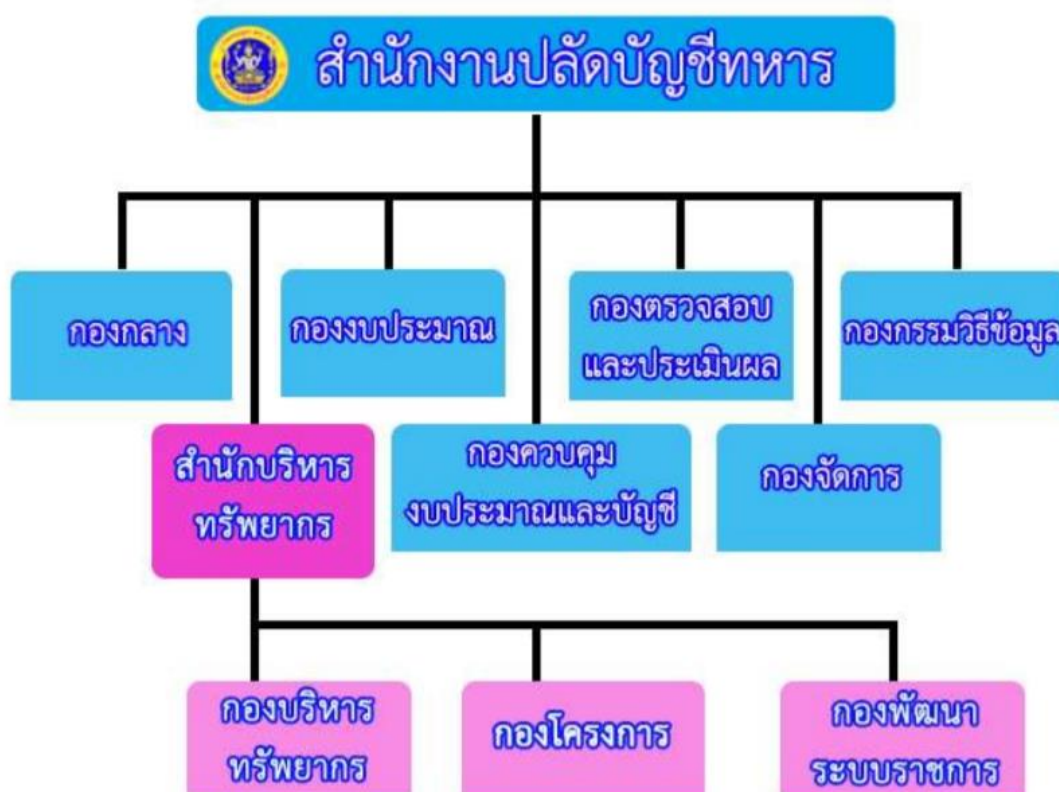 สำนักงานปลัดบัญชีทหาร
กองกลาง
กองงบประมาณ
กองตรวจสอบ
และประเมินผล
กองกรรมวิธีข้อมูล
สำนักบริหาร
ทรัพยากร
กองควบคุม
งบประมาณและบัญชี
กองจัดการ
กองบริหาร
ทรัพยากร
กองโครงการ
กองพัฒนา
ระบบราชการ